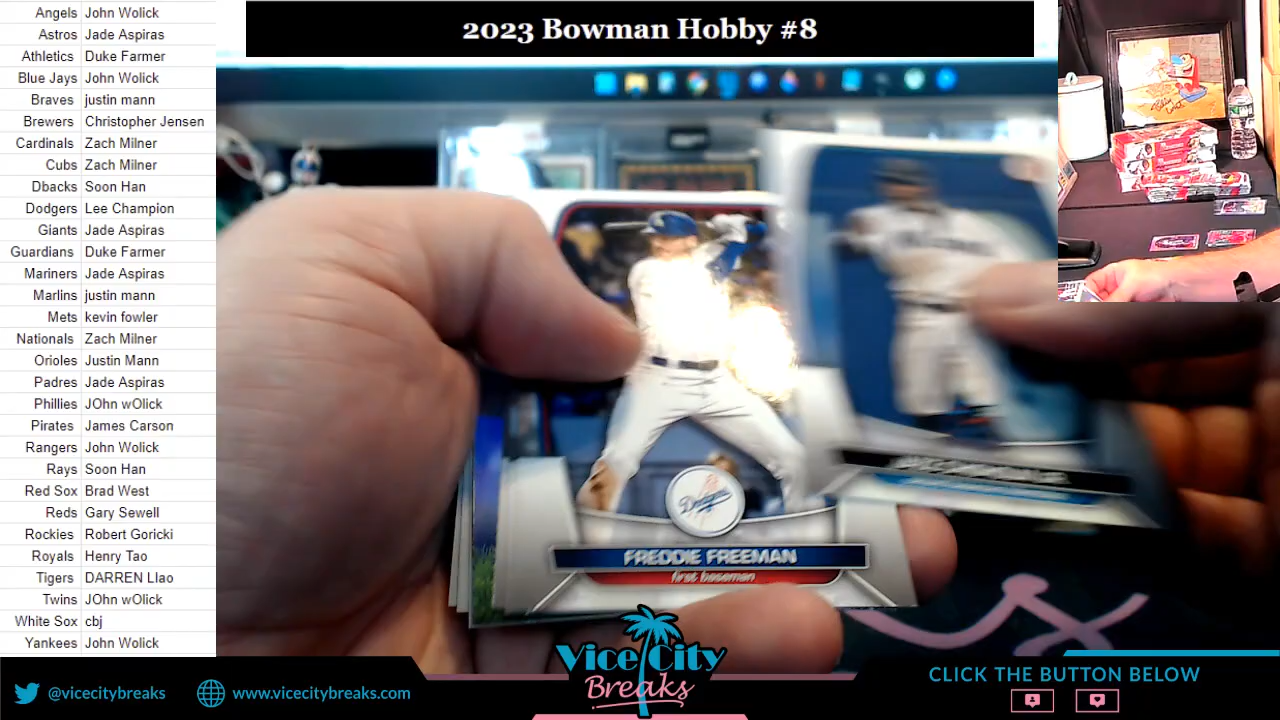 2023 Bowman Hobby #8
Angels John Wolick
Astros Jade Aspiras
Athletics Duke Farmer
Blue Jays John Wolick
Braves justin mann
Brewers Christopher Jensen
Cardinals Zach Milner
Cubs Zach Milner
Dbacks Soon Han
Dodgers Lee Champion
Giants Jade Aspiras
Guardians Duke Farmer
Mariners Jade Aspiras
Marlins justin mann
Mets kevin fowler
Nationals Zach Milner
Orioles Justin Mann
Padres Jade Aspiras
Phillies JOhn wOlick
Pirates James Carson
Rangers John Wolick
Rays Soon Han
Red Sox Brad West
Reds Gary Sewell
Rockies Robert Goricki
Royals Henry Tao
Tigers DARREN LIao
Twins JOhn wOlick
White Sox cbj
Yankees John Wolick
Dodgers
FREDDIE FREEMAN
first baseman
Vice City
Breaks
@vicecitybreaks
www.vicecitybreaks.com
CLICK THE BUTTON BELOW